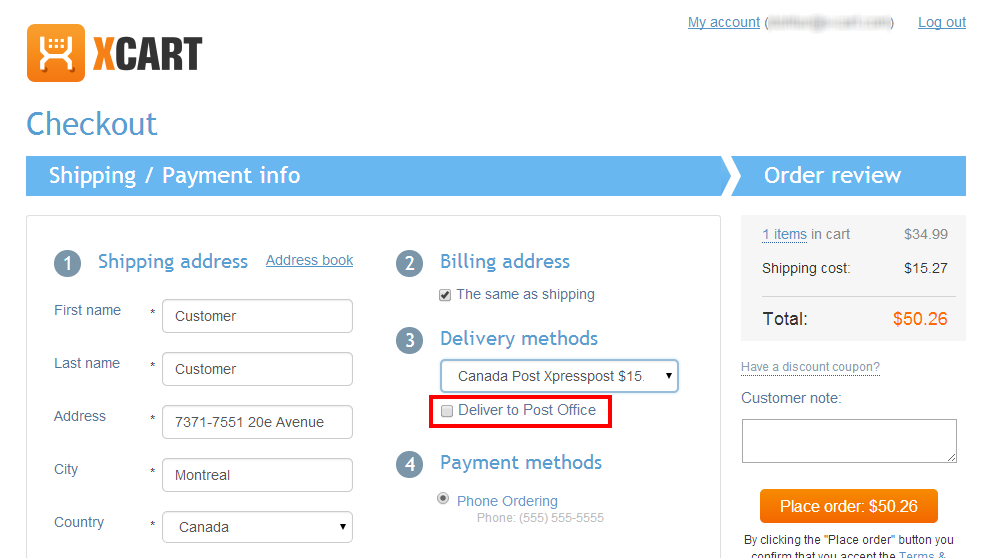 My account ( ) Log out
XCART
Checkout
Shipping / Payment info
Order review
1 Shipping address Address book
First name * Customer
Last name * Customer
Address * 7371-7551 20e Avenue
City * Montreal
Country * Canada
2 Billing address
The same as shipping
3 Delivery methods
Canada Post Xpresspost $15
Deliver to Post Office
4 Payment methods
Phone Ordering
Phone: (555) 555-5555
1 items in cart $34.99
Shipping cost: $15.27
Total: $50.26
Have a discount coupon?
Customer note:
Place order: $50.26
By clicking the "Place order" button you
confirm that you accept the Terms &